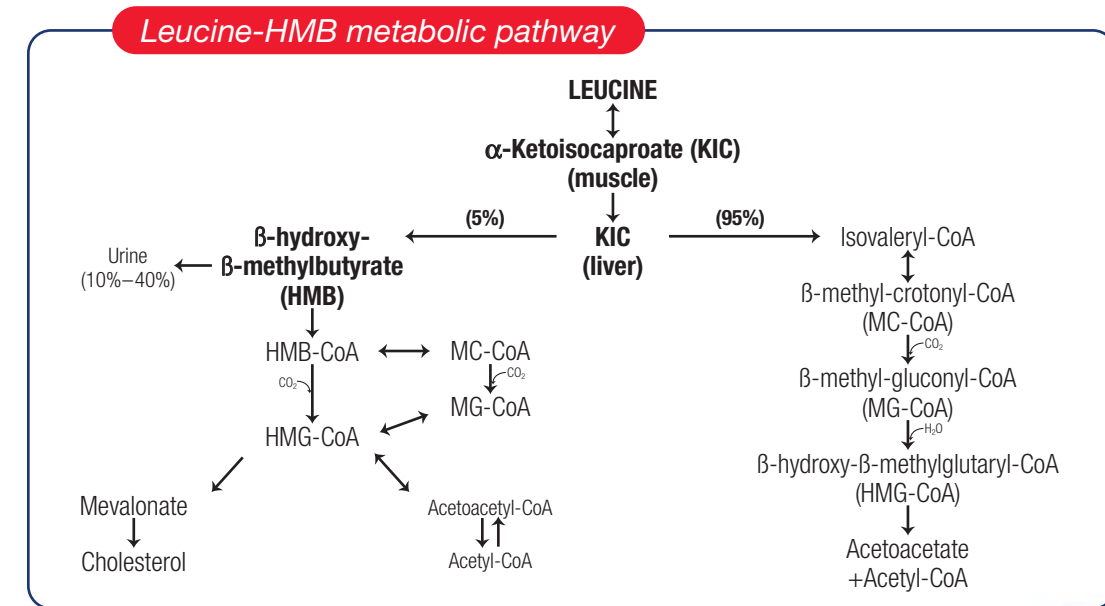 Leucine-HMB metabolic pathway
LEUCINE
α-Ketoisocaproate (KIC)
(muscle)
(5%)
(95%)
KIC
(liver)
ß-hydroxy-
ß-methylbutyrate
(HMB)
Urine
(10%–40%)
HMB-CoA
MC-CoA
CO₂
CO₂
MG-CoA
HMG-CoA
Mevalonate
Cholesterol
Acetoacetyl-CoA
Acetyl-CoA
Isovaleryl-CoA
ß-methyl-crotonyl-CoA
(MC-CoA)
CO₂
ß-methyl-gluconyl-CoA
(MG-CoA)
H₂O
ß-hydroxy-ß-methylglutaryl-CoA
(HMG-CoA)
Acetoacetate
+Acetyl-CoA